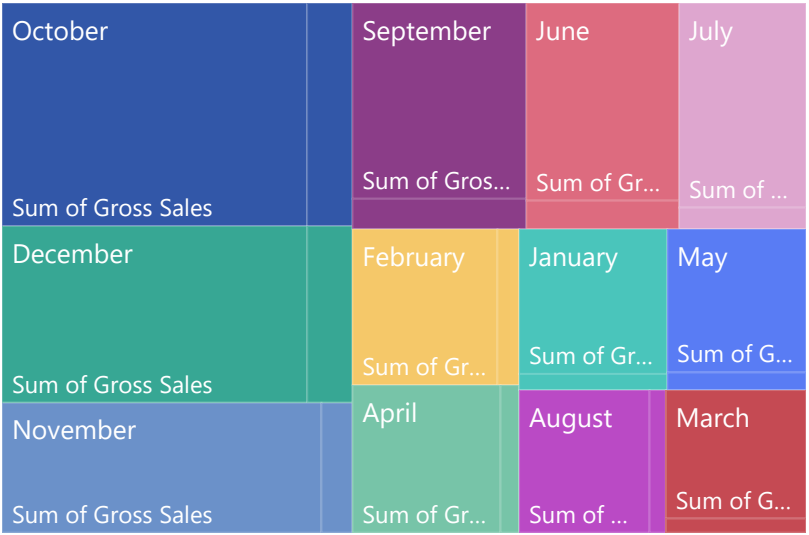 October
Sum of Gross Sales
September
Sum of Gros...
June
Sum of Gr...
July
Sum of ...
December
Sum of Gross Sales
February
Sum of Gr...
January
Sum of Gr...
May
Sum of G...
November
Sum of Gross Sales
April
Sum of Gr...
August
Sum of ...
March
Sum of G...